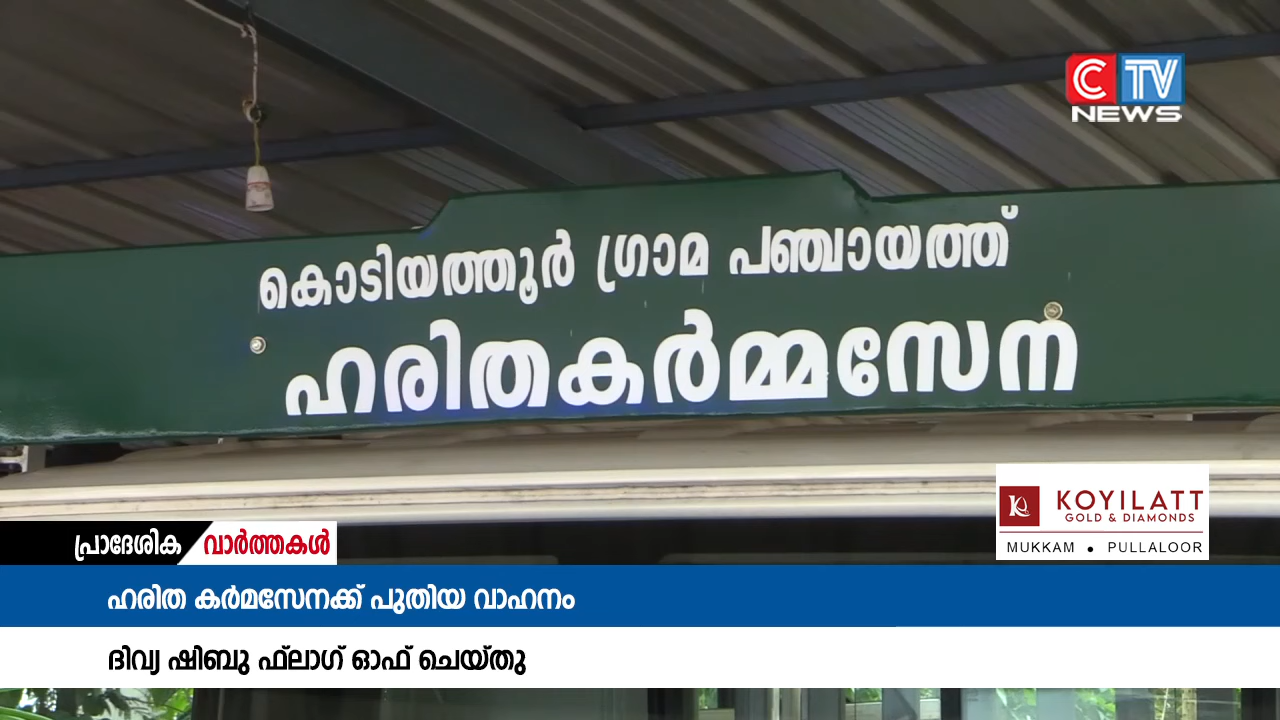 C TV
NEWS
കൊടിയത്തൂർ ഗ്രാമ പഞ്ചായത്ത്
ഹരിതകർമ്മസേന
KOYILATT
GOLD & DIAMONDS
MUKKAM • PULLALOOR
പ്രാദേശിക വാർത്തകൾ
ഹരിത കർമസേനക്ക് പുതിയ വാഹനം
ദിവ്യ ഷിബു ഫ്ലാഗ് ഓഫ് ചെയ്തു